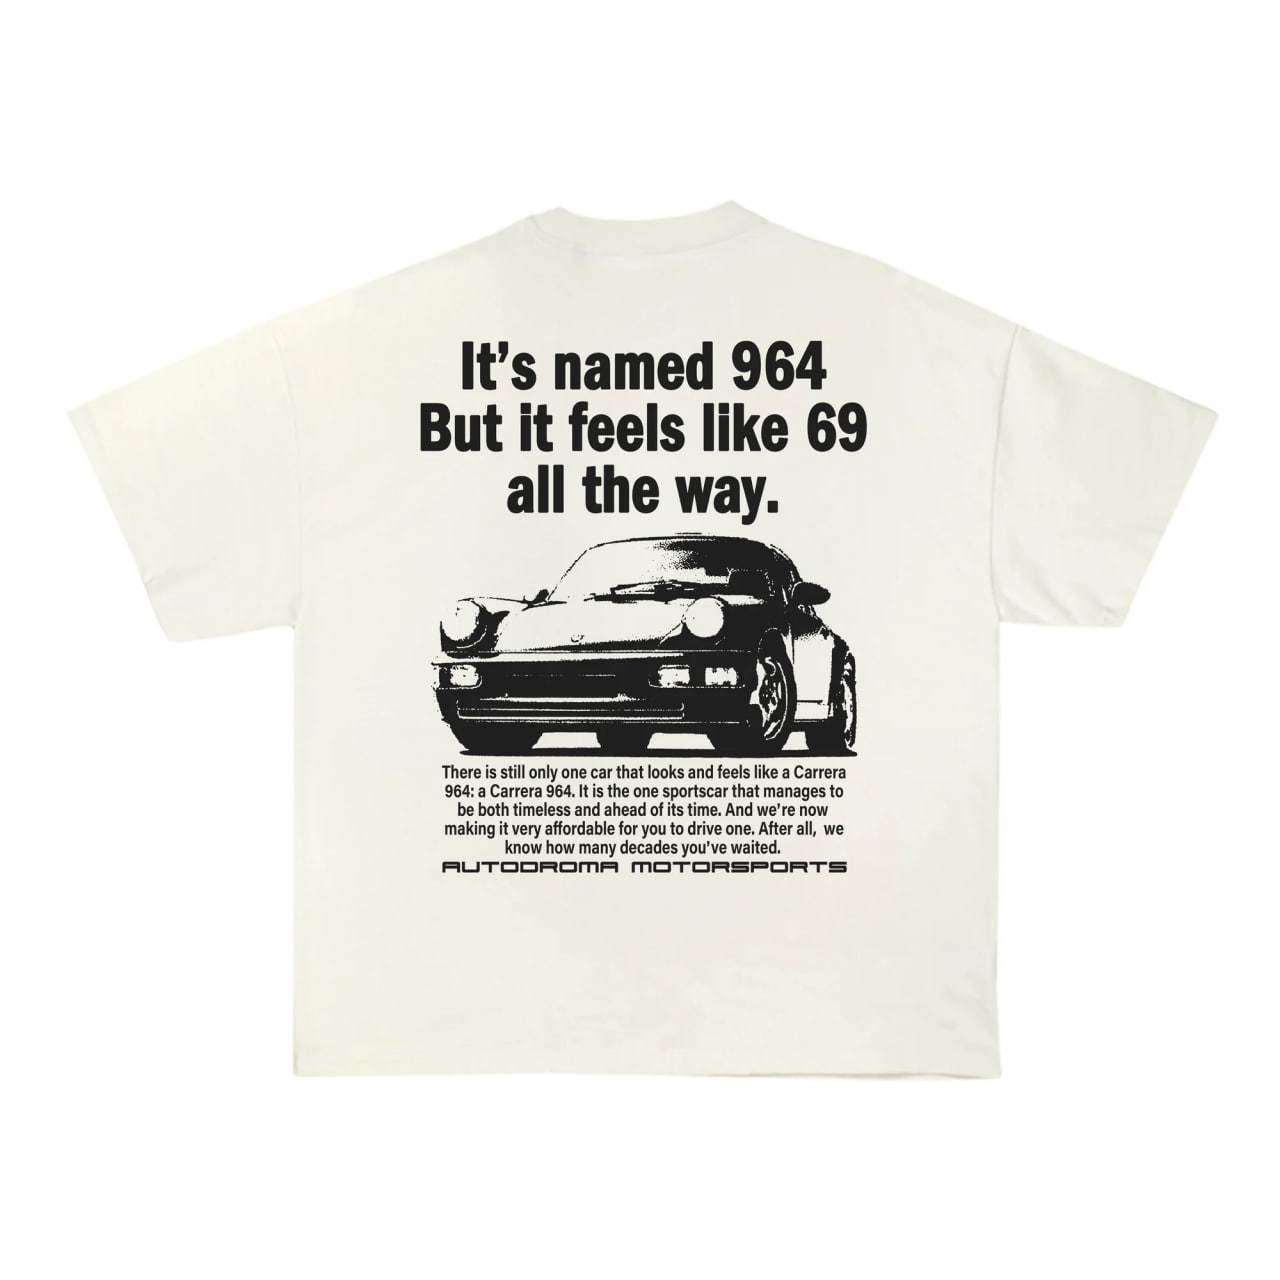 It's named 964
But it feels like 69
all the way.
There is still only one car that looks and feels like a Carrera
964: a Carrera 964. It is the one sportscar that manages to
be both timeless and ahead of its time. And we're now
making it very affordable for you to drive one. After all, we
know how many decades you've waited.
AUTODROMA MOTORSPORTS